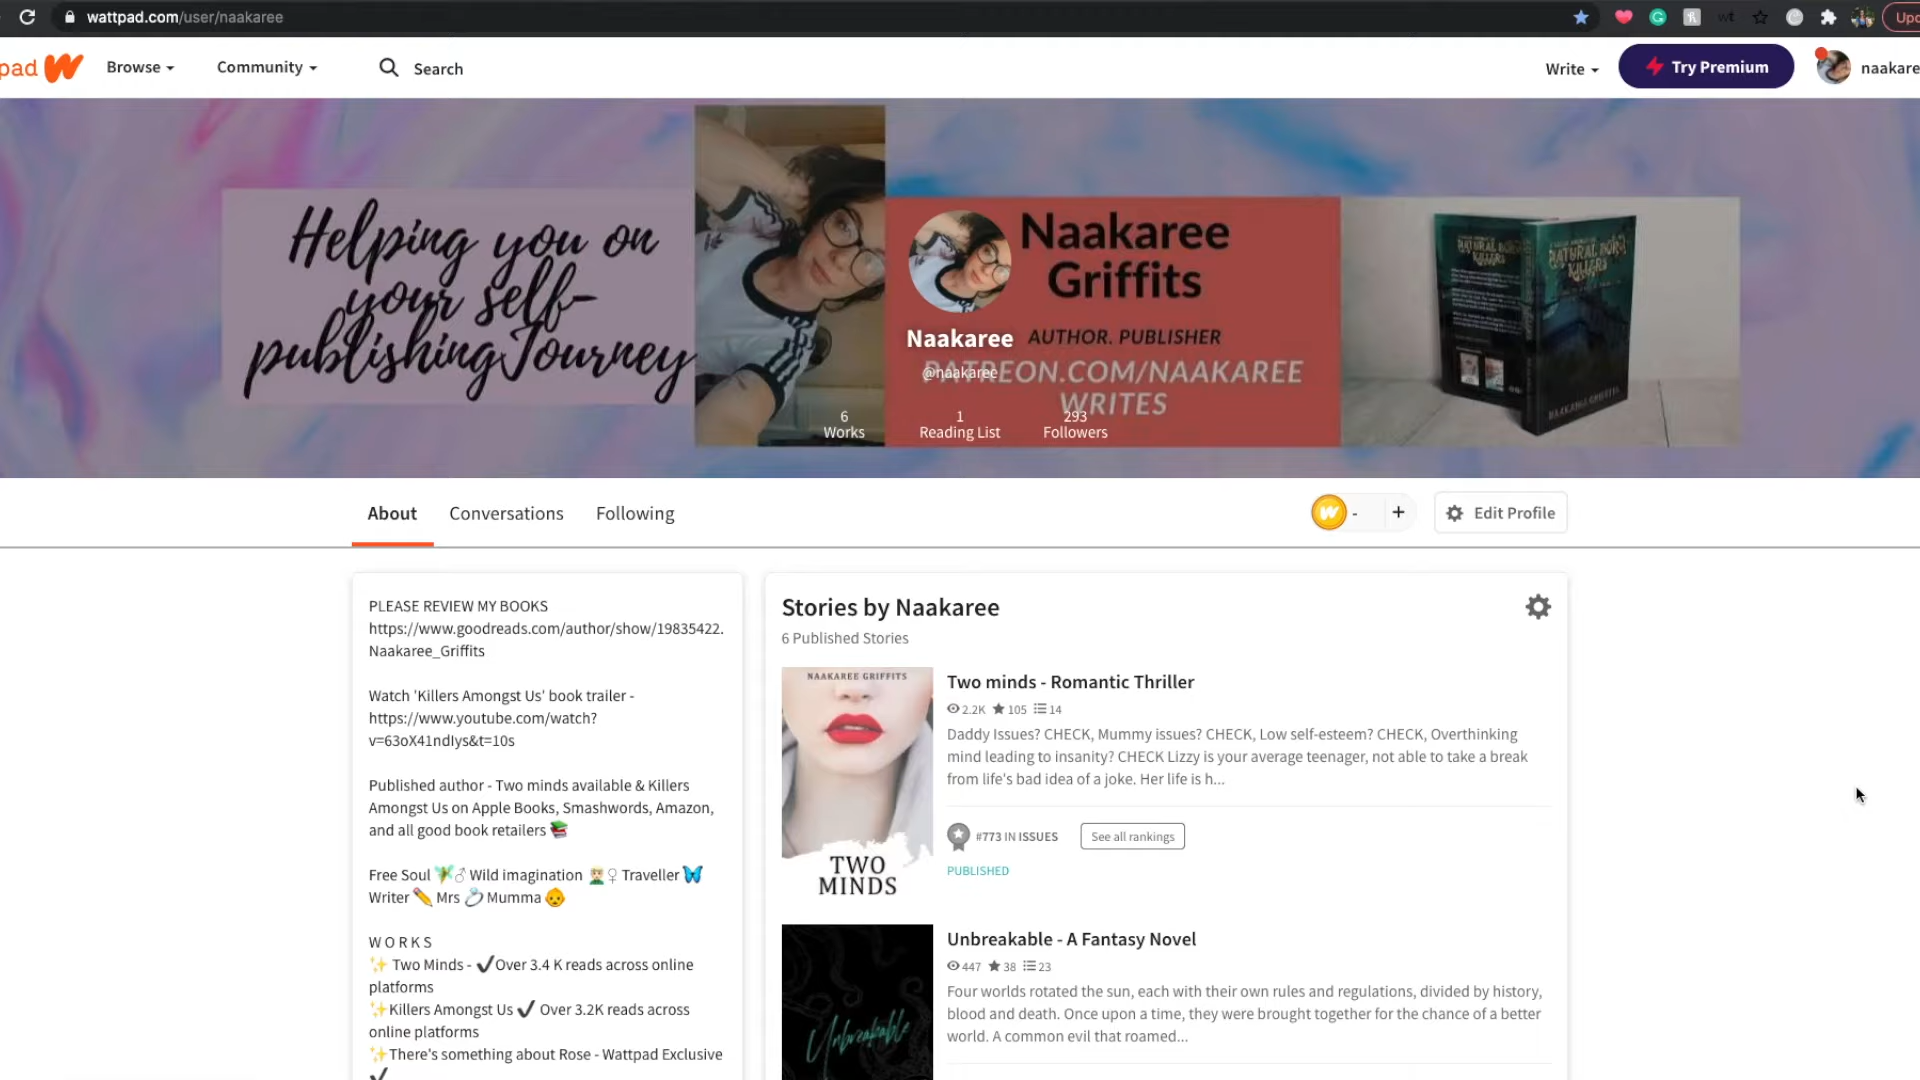 wattpad.com/user/naakaree
Upd
pad
Browse
Community
Search
Write
Try Premium
naakare
Helping you on
your self-
publishing Journey
Naakaree
Griffits
AUTHOR. PUBLISHER
PATREON.COM/NAAKAREE
WRITES
NATURAL BORN
KILLERS
Naakaree
@naakaree
6
Works
1
Reading List
293
Followers
About
Conversations
Following
-
+
Edit Profile
PLEASE REVIEW MY BOOKS
https://www.goodreads.com/author/show/19835422.
Naakaree_Griffits
Watch 'Killers Amongst Us' book trailer -
https://www.youtube.com/watch?
v=63oX41ndIys&t=10s
Published author - Two minds available & Killers
Amongst Us on Apple Books, Smashwords, Amazon,
and all good book retailers 📚
Free Soul 🧚♂ Wild imagination 🧝♀ Traveller 🦋
Writer ✏️ Mrs 💍 Mumma 👶
W O R K S
✨ Two Minds - ✔Over 3.4 K reads across online
platforms
✨Killers Amongst Us ✔ Over 3.2K reads across
online platforms
✨There's something about Rose - Wattpad Exclusive
✔
Stories by Naakaree
6 Published Stories
NAAKAREE GRIFFITS
TWO
MINDS
Two minds - Romantic Thriller
2.2K 105 14
Daddy Issues? CHECK, Mummy issues? CHECK, Low self-esteem? CHECK, Overthinking
mind leading to insanity? CHECK Lizzy is your average teenager, not able to take a break
from life's bad idea of a joke. Her life is h...
#773 IN ISSUES
See all rankings
PUBLISHED
Unbreakable
Unbreakable - A Fantasy Novel
447 38 23
Four worlds rotated the sun, each with their own rules and regulations, divided by history,
blood and death. Once upon a time, they were brought together for the chance of a better
world. A common evil that roamed...